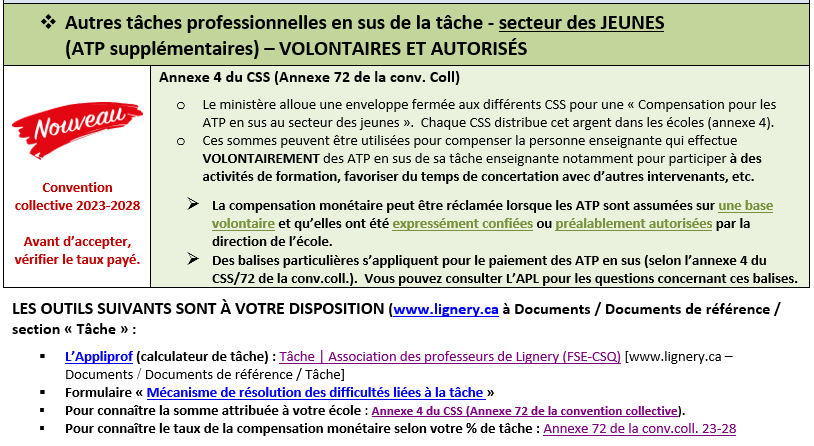 ❖ Autres tâches professionnelles en sus de la tâche - secteur des JEUNES
(ATP supplémentaires) – VOLONTAIRES ET AUTORISÉS
Nouveau
Convention
collective 2023-2028
Avant d’accepter,
vérifier le taux payé.
Annexe 4 du CSS (Annexe 72 de la conv. Coll)
o Le ministère alloue une enveloppe fermée aux différents CSS pour une « Compensation pour les
ATP en sus au secteur des jeunes ». Chaque CSS distribue cet argent dans les écoles (annexe 4).
o Ces sommes peuvent être utilisées pour compenser la personne enseignante qui effectue
VOLONTAIREMENT des ATP en sus de sa tâche enseignante notamment pour participer à des
activités de formation, favoriser du temps de concertation avec d’autres intervenants, etc.
➢ La compensation monétaire peut être réclamée lorsque les ATP sont assumées sur une base
volontaire et qu’elles ont été expressément confiées ou préalablement autorisées par la
direction de l’école.
➢ Des balises particulières s’appliquent pour le paiement des ATP en sus (selon l’annexe 4 du
CSS/72 de la conv.coll.). Vous pouvez consulter L’APL pour les questions concernant ces balises.
LES OUTILS SUIVANTS SONT À VOTRE DISPOSITION (www.lignery.ca à Documents / Documents de référence /
section « Tâche » :
▪ L’Appliprof (calculateur de tâche) : Tâche | Association des professeurs de Lignery (FSE-CSQ) [www.lignery.ca –
Documents / Documents de référence / Tâche]
▪ Formulaire « Mécanisme de résolution des difficultés liées à la tâche »
▪ Pour connaître la somme attribuée à votre école : Annexe 4 du CSS (Annexe 72 de la convention collective).
▪ Pour connaître le taux de la compensation monétaire selon votre % de tâche : Annexe 72 de la conv.coll. 23-28